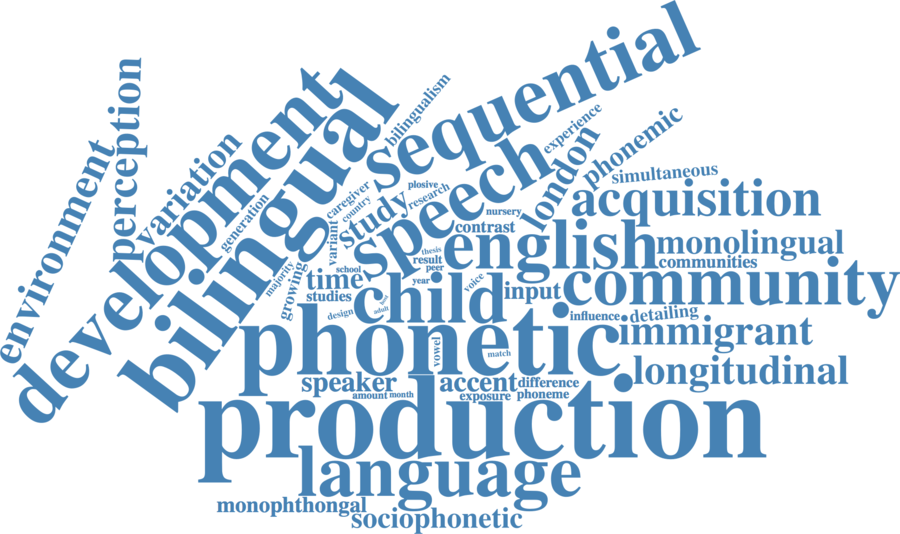 sequential
bilingualism
development
bilingual
environment
perception
variation
generation
experience
london
phonemic
simultaneous
speech
caregiver
country
plosive
research
study
variant
nursery
acquisition
contrast
english
monolingual
communities
thesis
result
peer
majority
growing
school
time
year
voice
studies
child
input
community
design
adult
host
influence
detailing
phonetic
immigrant
vowel
match
longitudinal
speaker
accent
difference
amount
month
exposure
phoneme
production
language
monophthongal
sociophonetic